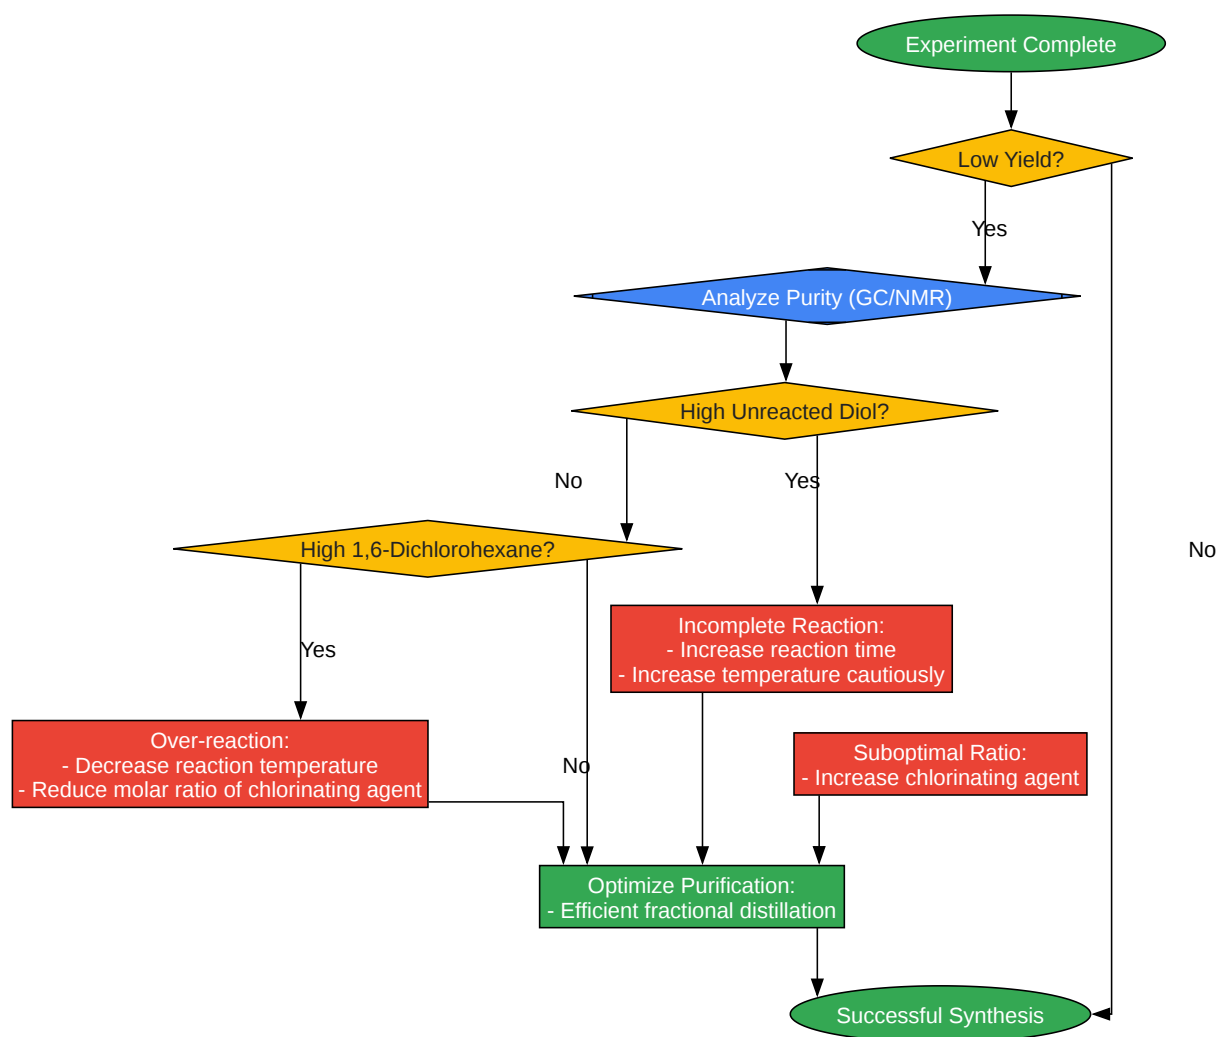 Experiment Complete
Low Yield?
Yes
Analyze Purity (GC/NMR)
High Unreacted Diol?
No
Yes
High 1,6-Dichlorohexane?
No
Incomplete Reaction:
- Increase reaction time
- Increase temperature cautiously
Yes
Over-reaction:
- Decrease reaction temperature
- Reduce molar ratio of chlorinating agent
No
Suboptimal Ratio:
- Increase chlorinating agent
Optimize Purification:
- Efficient fractional distillation
Successful Synthesis